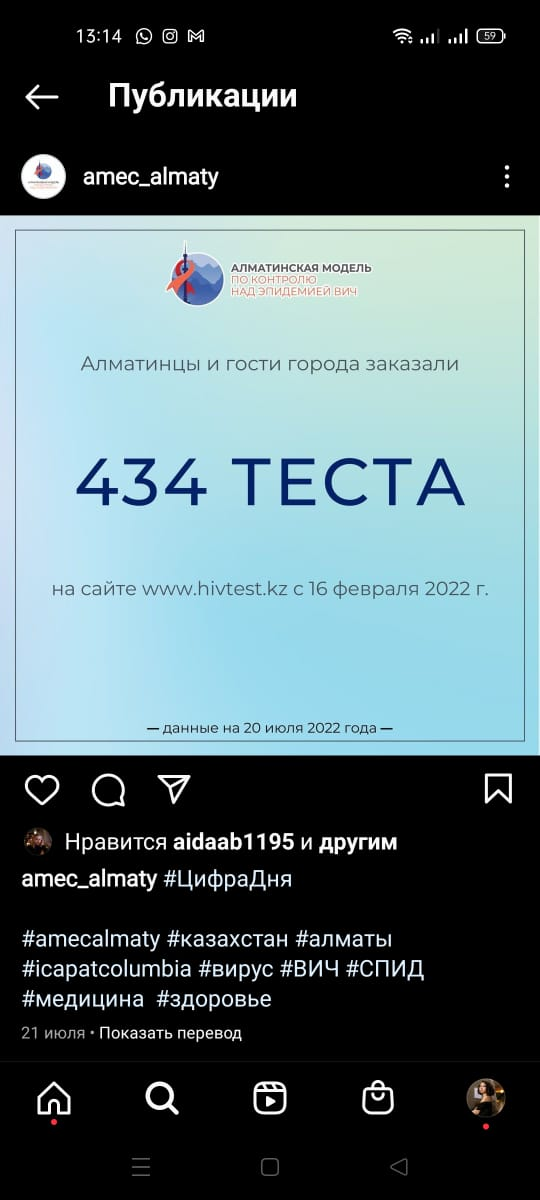 13:14
59
Публикации
amec_almaty
АЛМАТИНСКАЯ МОДЕЛЬ
ПО КОНТРОЛЮ
НАД ЭПИДЕМИЕЙ ВИЧ
Алматинцы и гости города заказали
434 ТЕСТА
на сайте www.hivtest.kz с 16 февраля 2022 г.
— данные на 20 июля 2022 года —
Нравится aidaab1195 и другим
amec_almaty #ЦифраДня
#amecalmaty #казахстан #алматы
#icapatcolumbia #вирус #ВИЧ #СПИД
#медицина #здоровье
21 июля • Показать перевод